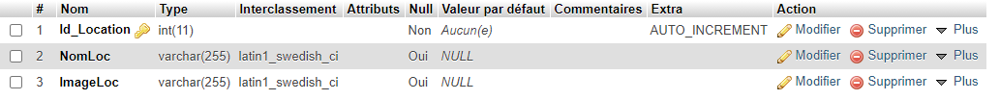 # Nom Type Interclassement Attributs Null Valeur par défaut Commentaires Extra Action
1 Id_Location int(11) Non Aucun(e) AUTO_INCREMENT Modifier Supprimer Plus
2 NomLoc varchar(255) latin1_swedish_ci Oui NULL Modifier Supprimer Plus
3 ImageLoc varchar(255) latin1_swedish_ci Oui NULL Modifier Supprimer Plus